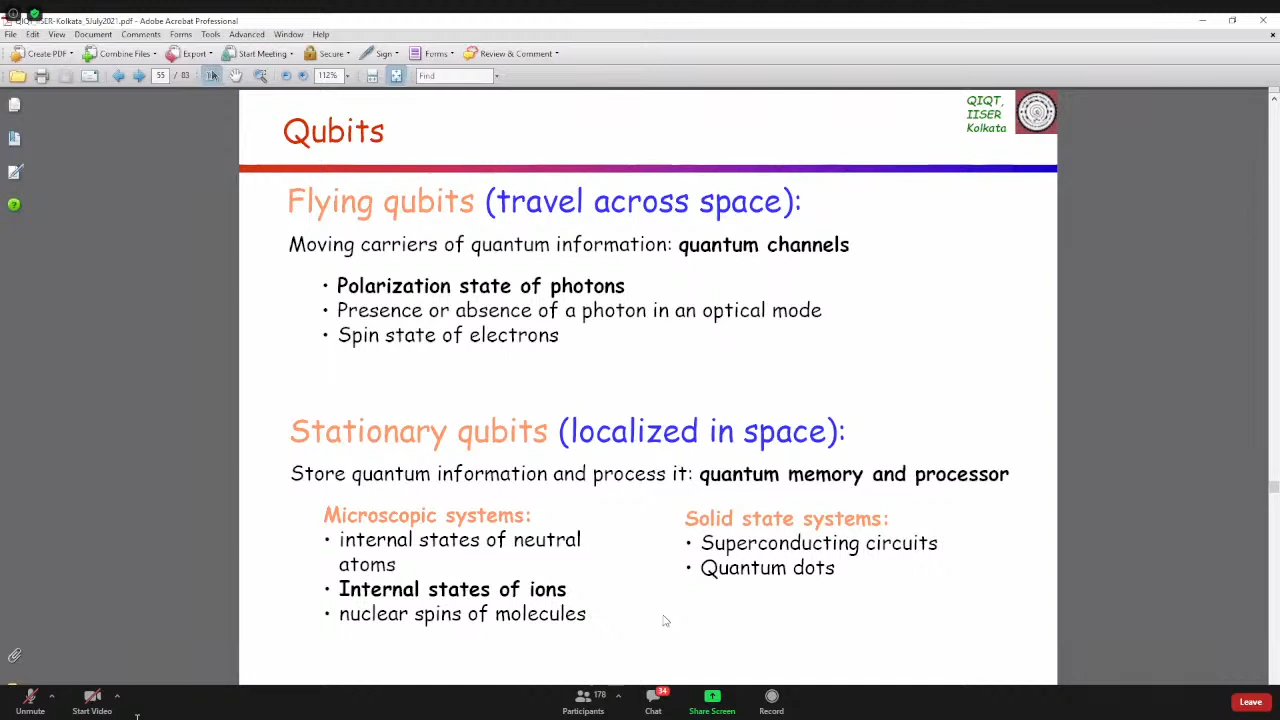 QIQT_IISER-Kolkata_5July2021.pdf - Adobe Acrobat Professional
File Edit View Document Comments Forms Tools Advanced Window Help
Create PDF Combine Files Export Start Meeting Secure Sign Forms Review & Comment
55 / 83 112% Find
Qubits
QIQT,
IISER
Kolkata
Flying qubits (travel across space):
Moving carriers of quantum information: quantum channels
• Polarization state of photons
• Presence or absence of a photon in an optical mode
• Spin state of electrons
Stationary qubits (localized in space):
Store quantum information and process it: quantum memory and processor
Microscopic systems:
• internal states of neutral
atoms
• Internal states of ions
• nuclear spins of molecules
Solid state systems:
• Superconducting circuits
• Quantum dots
Unmute Start Video Participants 178 Chat 34 Share Screen Record Leave